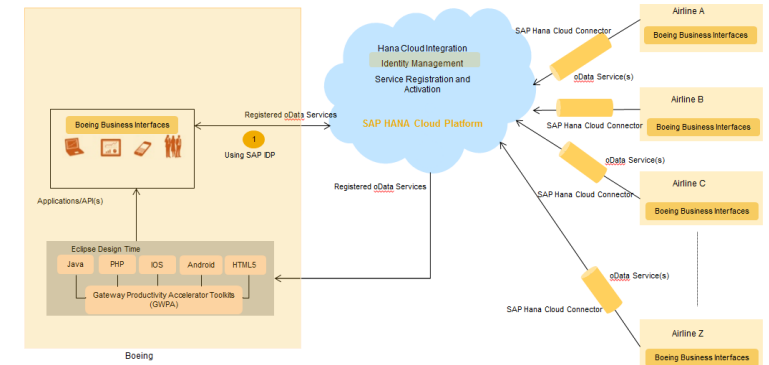 Hana Cloud Integration
Identity Management
Service Registration and
Activation
SAP HANA Cloud Platform
Registered oData Services
1
Using SAP IDP
Boeing Business Interfaces
Applications/API(s)
Eclipse Design Time
Java
PHP
IOS
Android
HTML5
Gateway Productivity Accelerator Toolkits
(GWPA)
Boeing
Registered oData Services
SAP Hana Cloud Connector
oData Service(s)
Airline A
Boeing Business Interfaces
SAP Hana Cloud Connector
Airline B
Boeing Business Interfaces
oData Service(s)
SAP Hana Cloud Connector
Airline C
Boeing Business Interfaces
oData Service(s)
SAP Hana Cloud Connector
Airline Z
Boeing Business Interfaces